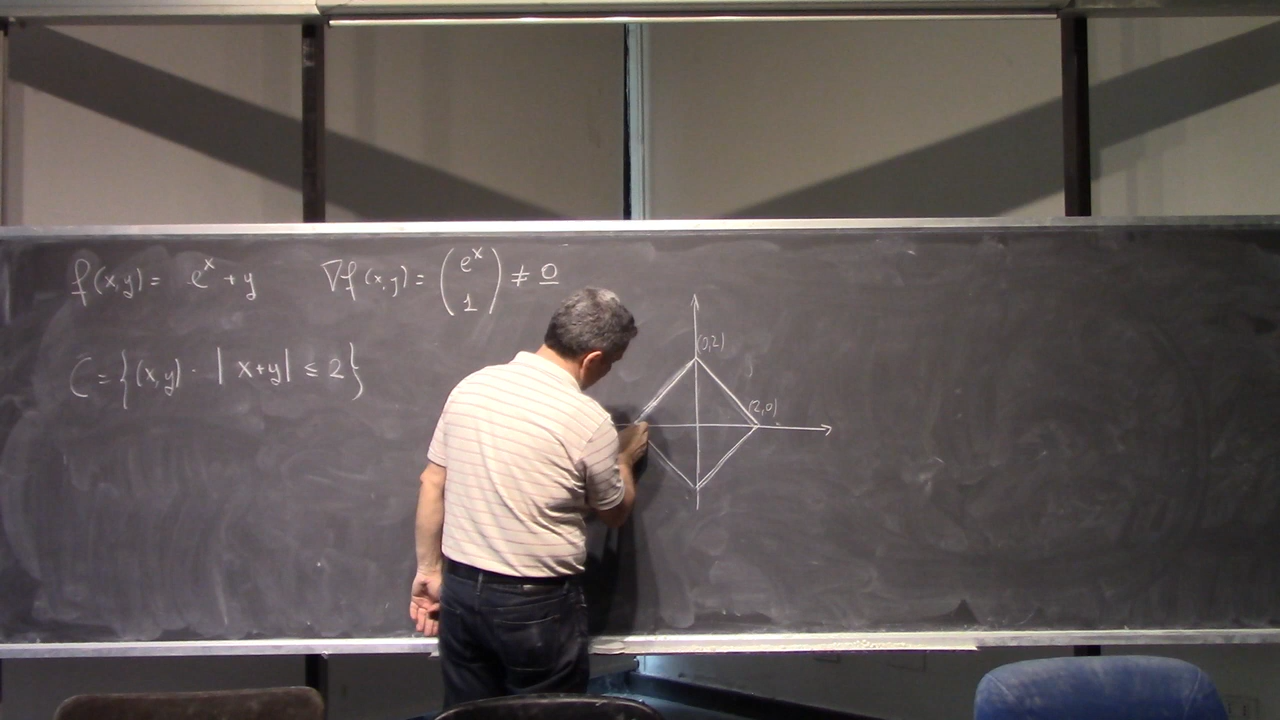 f(x,y) = e^x + y   ∇f(x,y) = (e^x 1) ≠ 0
C = {(x,y) · |x+y| ≤ 2}
(0,2)
(2,0)